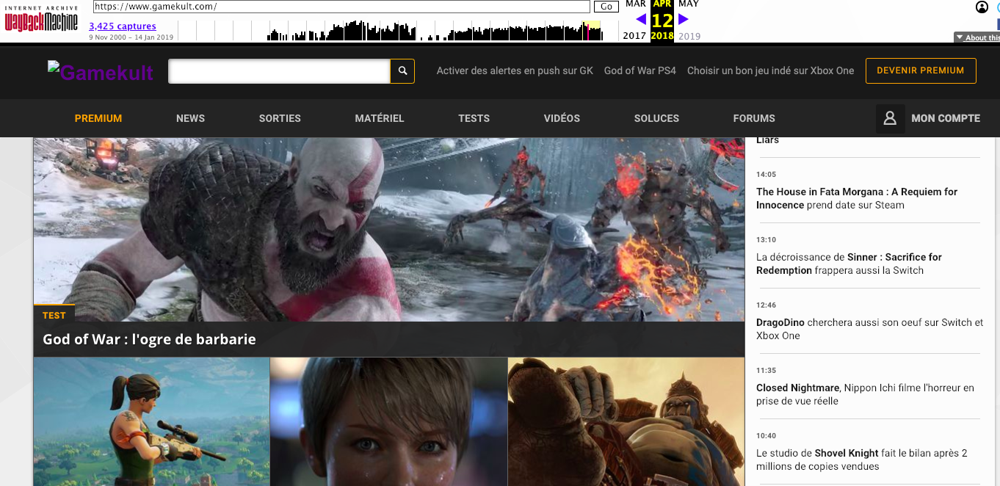 INTERNET ARCHIVE
WayBackMachine
https://www.gamekult.com/
Go
3,425 captures
9 Nov 2000 – 14 Jan 2019
MAR APR MAY
12
2017 2018 2019
About this
Gamekult
Activer des alertes en push sur GK God of War PS4 Choisir un bon jeu indé sur Xbox One
DEVENIR PREMIUM
PREMIUM NEWS SORTIES MATÉRIEL TESTS VIDÉOS SOLUCES FORUMS MON COMPTE
TEST
God of War : l'ogre de barbarie
Liars
14:05
The House in Fata Morgana : A Requiem for
Innocence prend date sur Steam
13:10
La décroissance de Sinner : Sacrifice for
Redemption frappera aussi la Switch
12:46
DragoDino cherchera aussi son oeuf sur Switch et
Xbox One
11:35
Closed Nightmare, Nippon Ichi filme l'horreur en
prise de vue réelle
10:40
Le studio de Shovel Knight fait le bilan après 2
millions de copies vendues